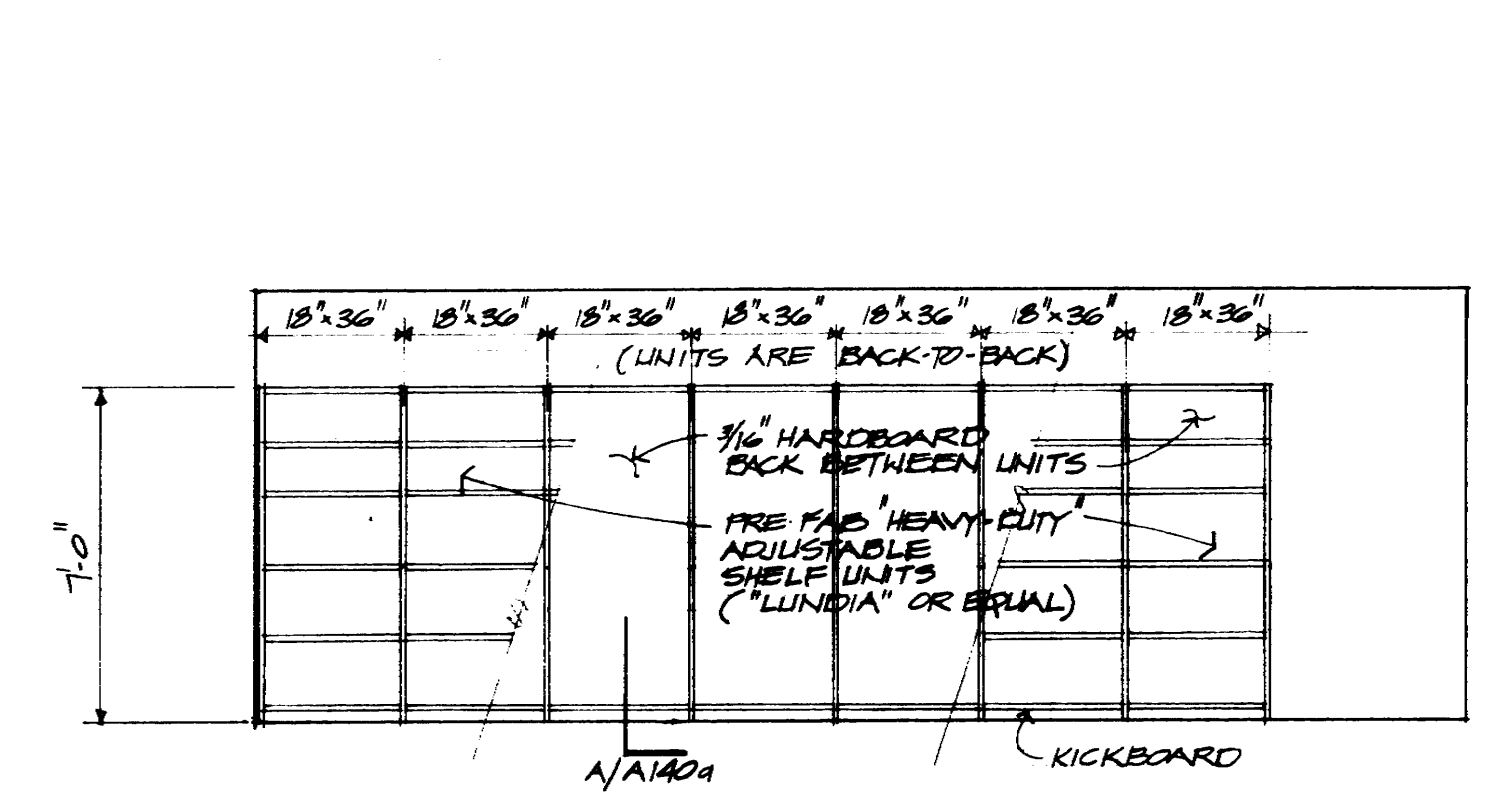 18"x36" 18"x36" 18"x36" 18"x36" 18"x36" 18"x36" 18"x36"
(UNITS ARE BACK-TO-BACK)
3/16" HARDBOARD
BACK BETWEEN UNITS
PRE-FAB "HEAVY-DUTY"
ADJUSTABLE
SHELF UNITS
("LUNDIA" OR EQUAL)
7'-0"
KICKBOARD
A/A140a